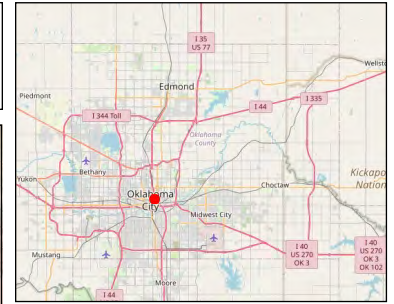 I 35
US 77
Wellst
Edmond
Piedmont
I 335
I 44
I 344 Toll
Oklahoma
County
Bethany
Kickapo
Nation
Yukon
Choctaw
Oklahoma
City
Midwest City
I 40
US 270
OK 3
OK 102
I 40
US 270
OK 3
Mustang
Moore
I 44